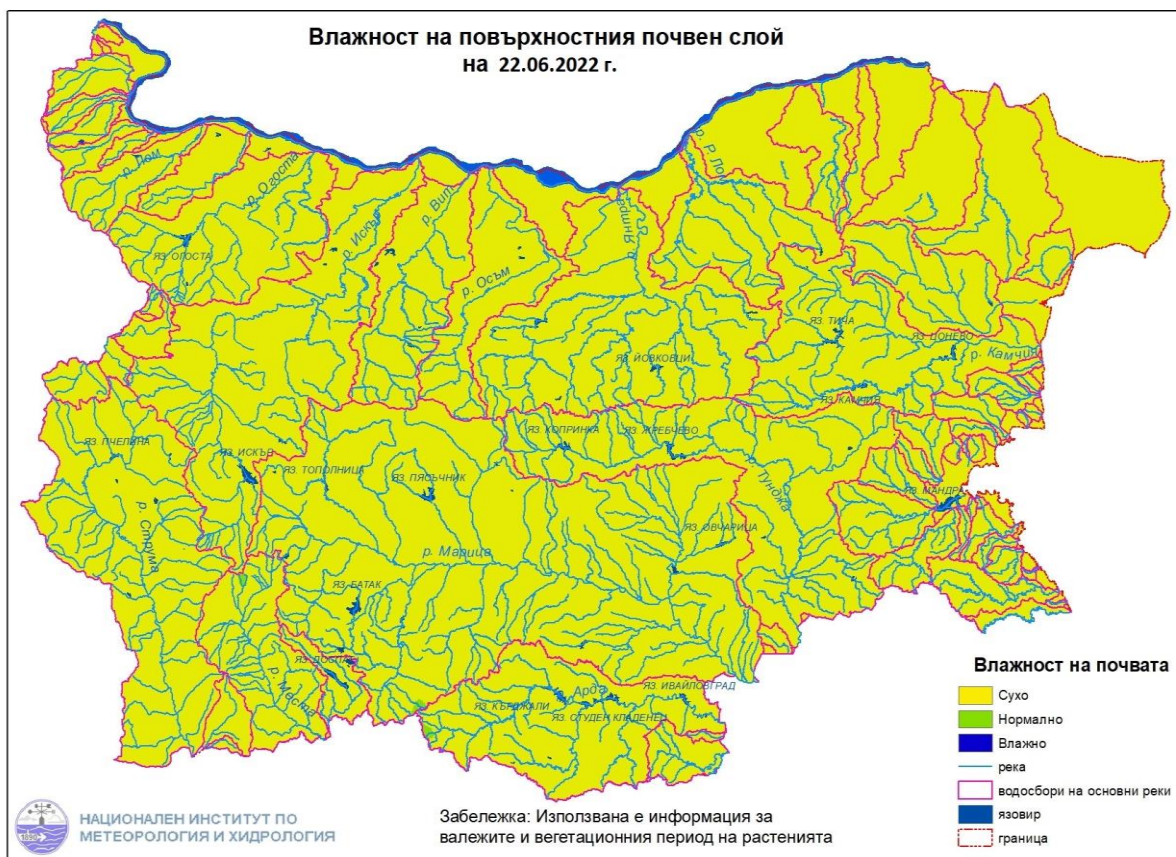 Влажност на повърхностния почвен слой
на 22.06.2022 г.
р. Лом
р. Огоста
р. Искър
р. Вит
р. Осъм
р. Янтра
р. Р Лом
ЯЗ. ОГОСТА
ЯЗ. ТИЧА
ЯЗ. ЦОНЕВО
р. Камчия
ЯЗ. ЙОВКОВЦИ
ЯЗ. КАМЧИЯ
ЯЗ. КОПРИНКА
ЯЗ. ЖРЕБЧЕВО
ЯЗ. ПЧЕЛИНА
ЯЗ. ИСКЪР
ЯЗ. ТОПОЛНИЦА
ЯЗ. ПЯСЪЧНИК
р. Тунджа
ЯЗ. МАНДРА
р. Струма
ЯЗ. ОВЧАРИЦА
р. Марица
ЯЗ. БАТАК
ЯЗ. ДОСПАТ
р. Места
р. Арда
ЯЗ. ИВАЙЛОВГРАД
ЯЗ. КЪРДЖАЛИ
ЯЗ. СТУДЕН КЛАДЕНЕЦ
Влажност на почвата
Сухо
Нормално
Влажно
река
водосбори на основни реки
язовир
граница
1890
НАЦИОНАЛЕН ИНСТИТУТ ПО
МЕТЕОРОЛОГИЯ И ХИДРОЛОГИЯ
Забележка: Използвана е информация за
валежите и вегетационния период на растенията